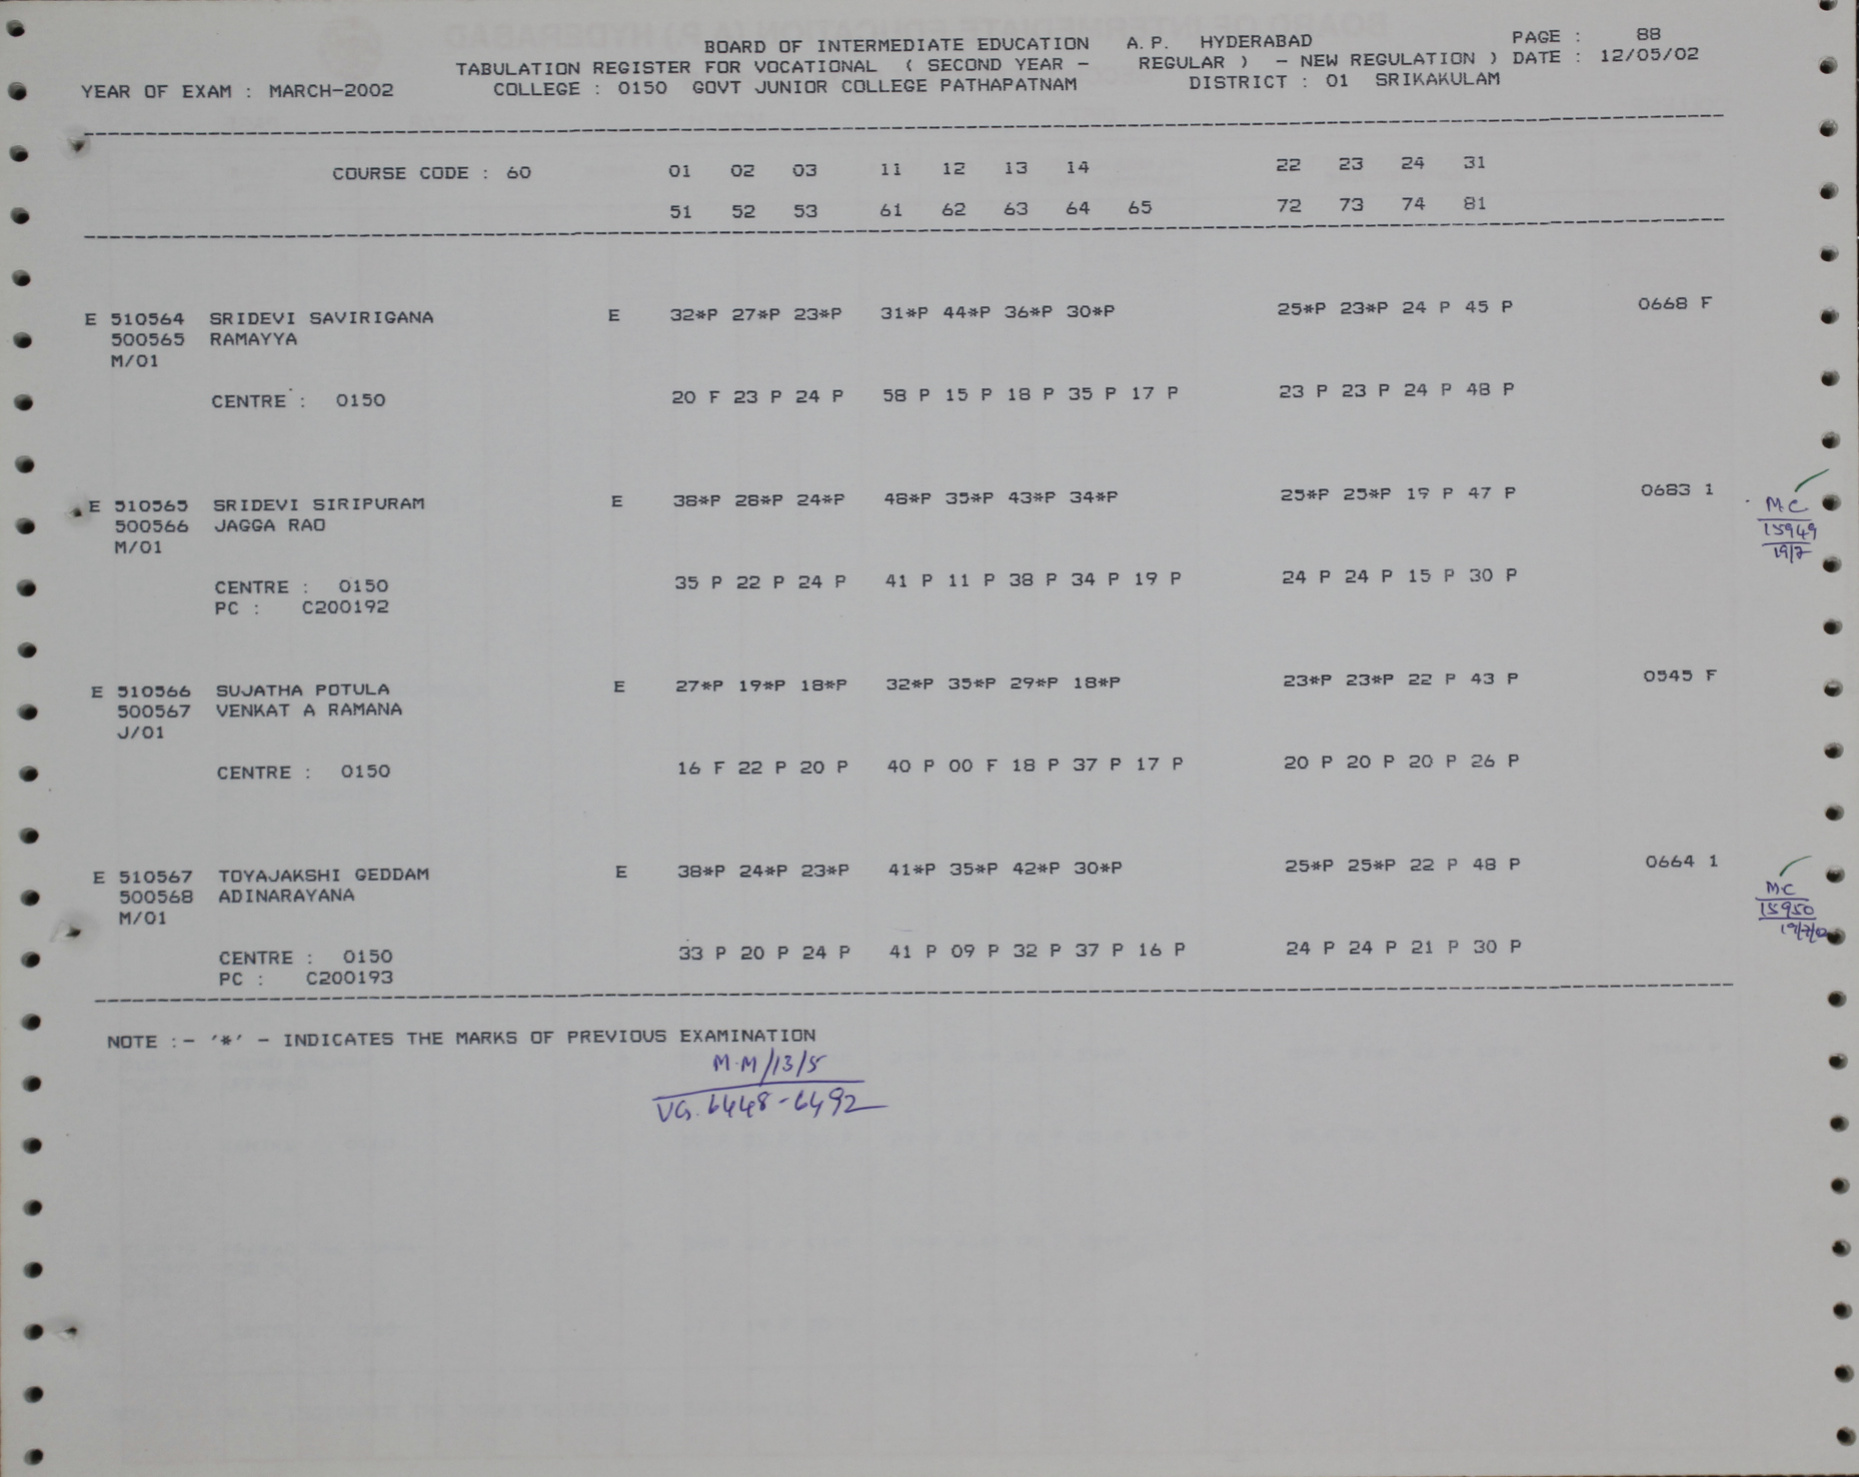 BOARD OF INTERMEDIATE EDUCATION A.P. HYDERABAD PAGE : 88
TABULATION REGISTER FOR VOCATIONAL ( SECOND YEAR - REGULAR ) - NEW REGULATION ) DATE : 12/05/02
YEAR OF EXAM : MARCH-2002 COLLEGE : 0150 GOVT JUNIOR COLLEGE PATHAPATNAM DISTRICT : 01 SRIKAKULAM
COURSE CODE : 60 01 02 03 11 12 13 14 22 23 24 31
51 52 53 61 62 63 64 65 72 73 74 81
E 510564 SRIDEVI SAVIRIGANA E 32*P 27*P 23*P 31*P 44*P 36*P 30*P 25*P 23*P 24 P 45 P 0668 F
500565 RAMAYYA
M/01
CENTRE : 0150 20 F 23 P 24 P 58 P 15 P 18 P 35 P 17 P 23 P 23 P 24 P 48 P
E 510565 SRIDEVI SIRIPURAM E 38*P 28*P 24*P 48*P 35*P 43*P 34*P 25*P 25*P 19 P 47 P 0683 1
MC
500566 JAGGA RAO
15949
M/01
19/7
CENTRE : 0150 35 P 22 P 24 P 41 P 11 P 38 P 34 P 19 P 24 P 24 P 15 P 30 P
PC : C200192
E 510566 SUJATHA POTULA E 27*P 19*P 18*P 32*P 35*P 29*P 18*P 23*P 23*P 22 P 43 P 0545 F
500567 VENKAT A RAMANA
J/01
CENTRE : 0150 16 F 22 P 20 P 40 P 00 F 18 P 37 P 17 P 20 P 20 P 20 P 26 P
E 510567 TOYAJAKSHI GEDDAM E 38*P 24*P 23*P 41*P 35*P 42*P 30*P 25*P 25*P 22 P 48 P 0664 1
MC
500568 ADINARAYANA
15950
M/01
19/7/02
CENTRE : 0150 33 P 20 P 24 P 41 P 09 P 32 P 37 P 16 P 24 P 24 P 21 P 30 P
PC : C200193
NOTE :- '*' - INDICATES THE MARKS OF PREVIOUS EXAMINATION
M.M/13/5
VG. 6448-6492